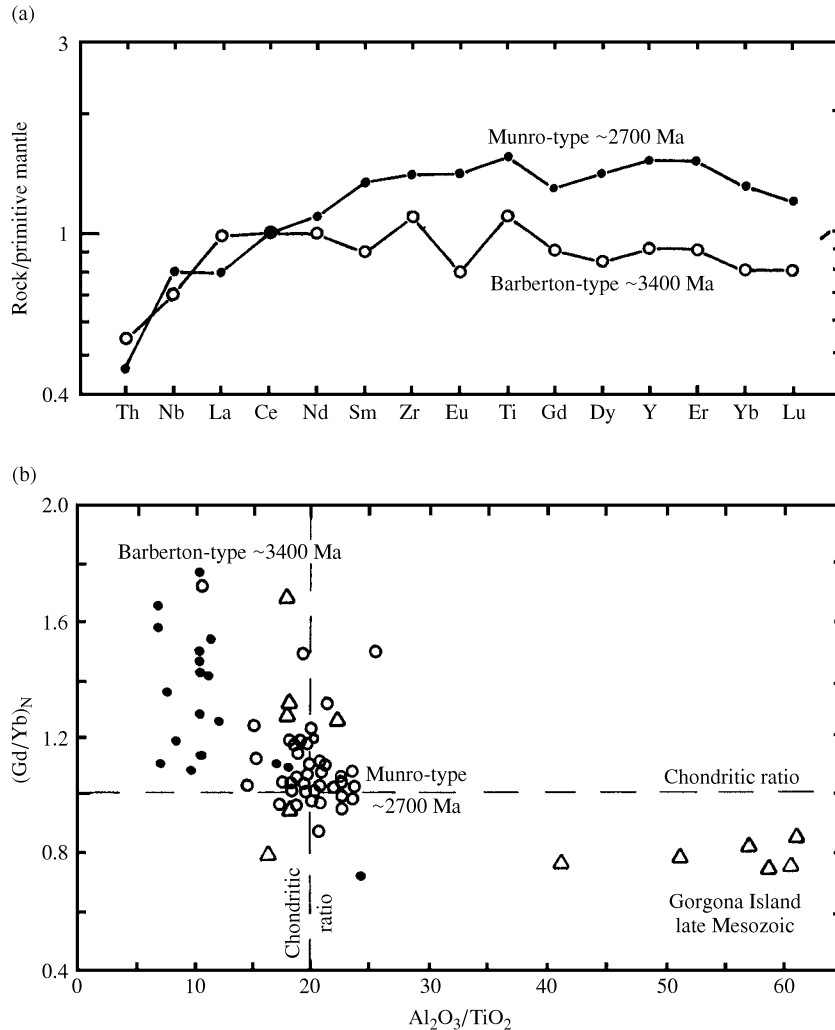 (a)
3
Munro-type ~2700 Ma
1
Barberton-type ~3400 Ma
0.4
Rock/primitive mantle
Th Nb La Ce Nd Sm Zr Eu Ti Gd Dy Y Er Yb Lu
(b)
2.0
Barberton-type ~3400 Ma
1.6
1.2
Munro-type
~2700 Ma
Chondritic ratio
0.8
Chondritic
ratio
Gorgona Island
late Mesozoic
0.4
(Gd/Yb)N
0 10 20 30 40 50 60
Al2O3/TiO2